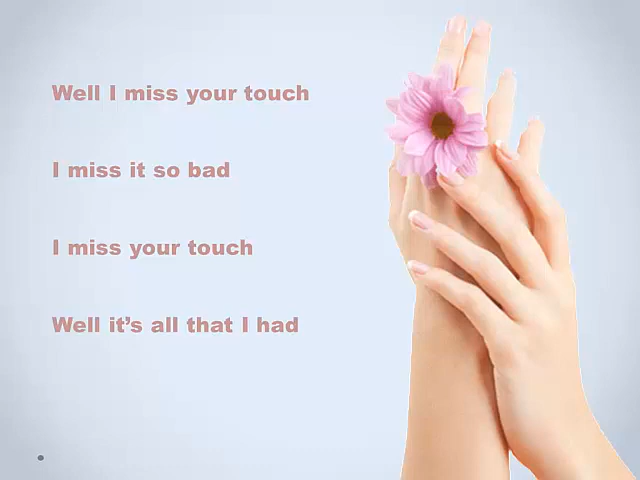 Well I miss your touch
I miss it so bad
I miss your touch
Well it’s all that I had